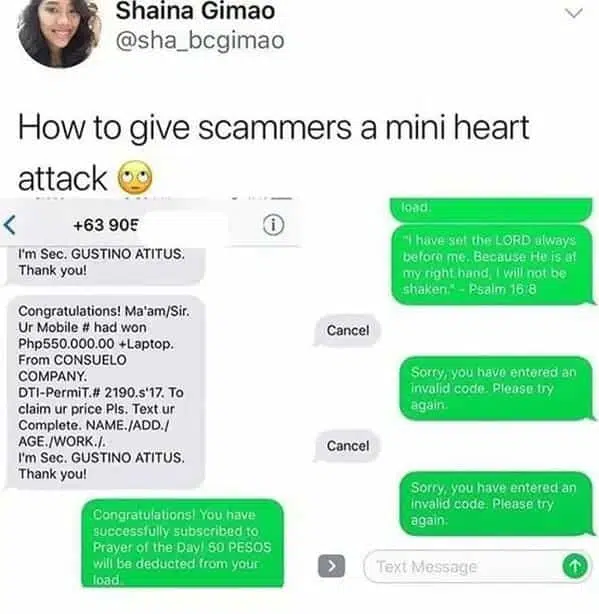 Shaina Gimao
@sha_bcgimao
How to give scammers a mini heart
attack 🙄
+63 905
I'm Sec. GUSTINO ATITUS.
Thank you!
Congratulations! Ma'am/Sir.
Ur Mobile # had won
Php550.000.00 +Laptop.
From CONSUELO
COMPANY.
DTI-PermiT.# 2190.s'17. To
claim ur price Pls. Text ur
Complete. NAME./ADD./
AGE./WORK./.
I'm Sec. GUSTINO ATITUS.
Thank you!
Congratulations! You have
successfully subscribed to
Prayer of the Day! 50 PESOS
will be deducted from your
load.
load.
"I have set the LORD always
before me. Because He is at
my right hand, I will not be
shaken." - Psalm 16:8
Cancel
Sorry, you have entered an
invalid code. Please try
again.
Cancel
Sorry, you have entered an
invalid code. Please try
again.
Text Message